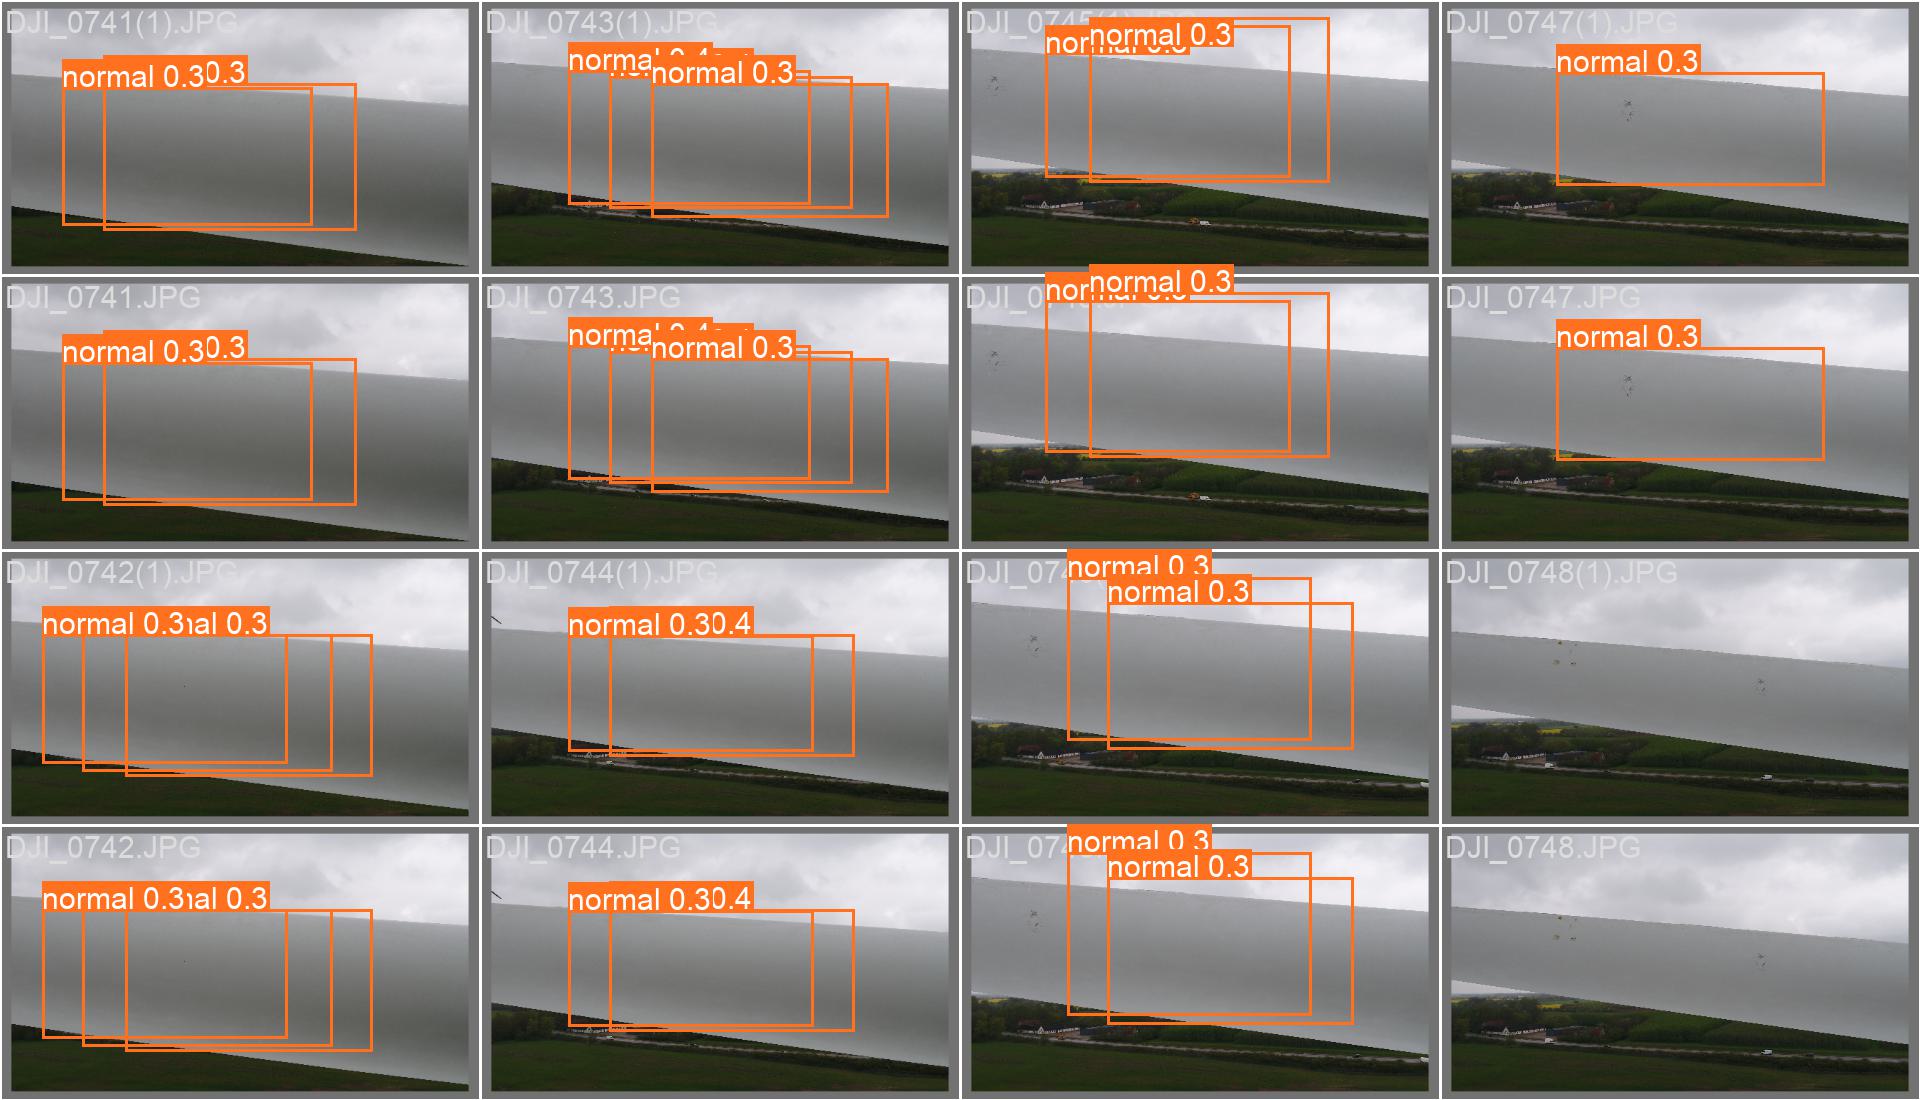 DJI_0741(1).JPG
normal 0.3
0.3
DJI_0743(1).JPG
normal 0.3
normal 0.3
DJI_0747(1).JPG
normal 0.3
DJI_0741.JPG
normal 0.3
0.3
DJI_0743.JPG
normal 0.3
normal 0.3
DJI_0747.JPG
normal 0.3
DJI_0742(1).JPG
normal 0.3
0.3
DJI_0744(1).JPG
normal 0.3
0.4
normal 0.3
normal 0.3
DJI_0748(1).JPG
DJI_0742.JPG
normal 0.3
0.3
DJI_0744.JPG
normal 0.3
0.4
normal 0.3
normal 0.3
DJI_0748.JPG